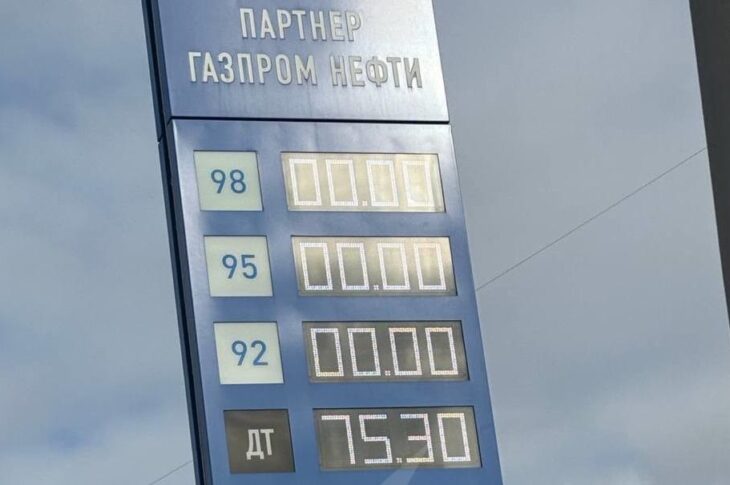 ПАРТНЕР
ГАЗПРОМ НЕФТИ
98 00.00
95 00.00
92 00.00
ДТ 75.30